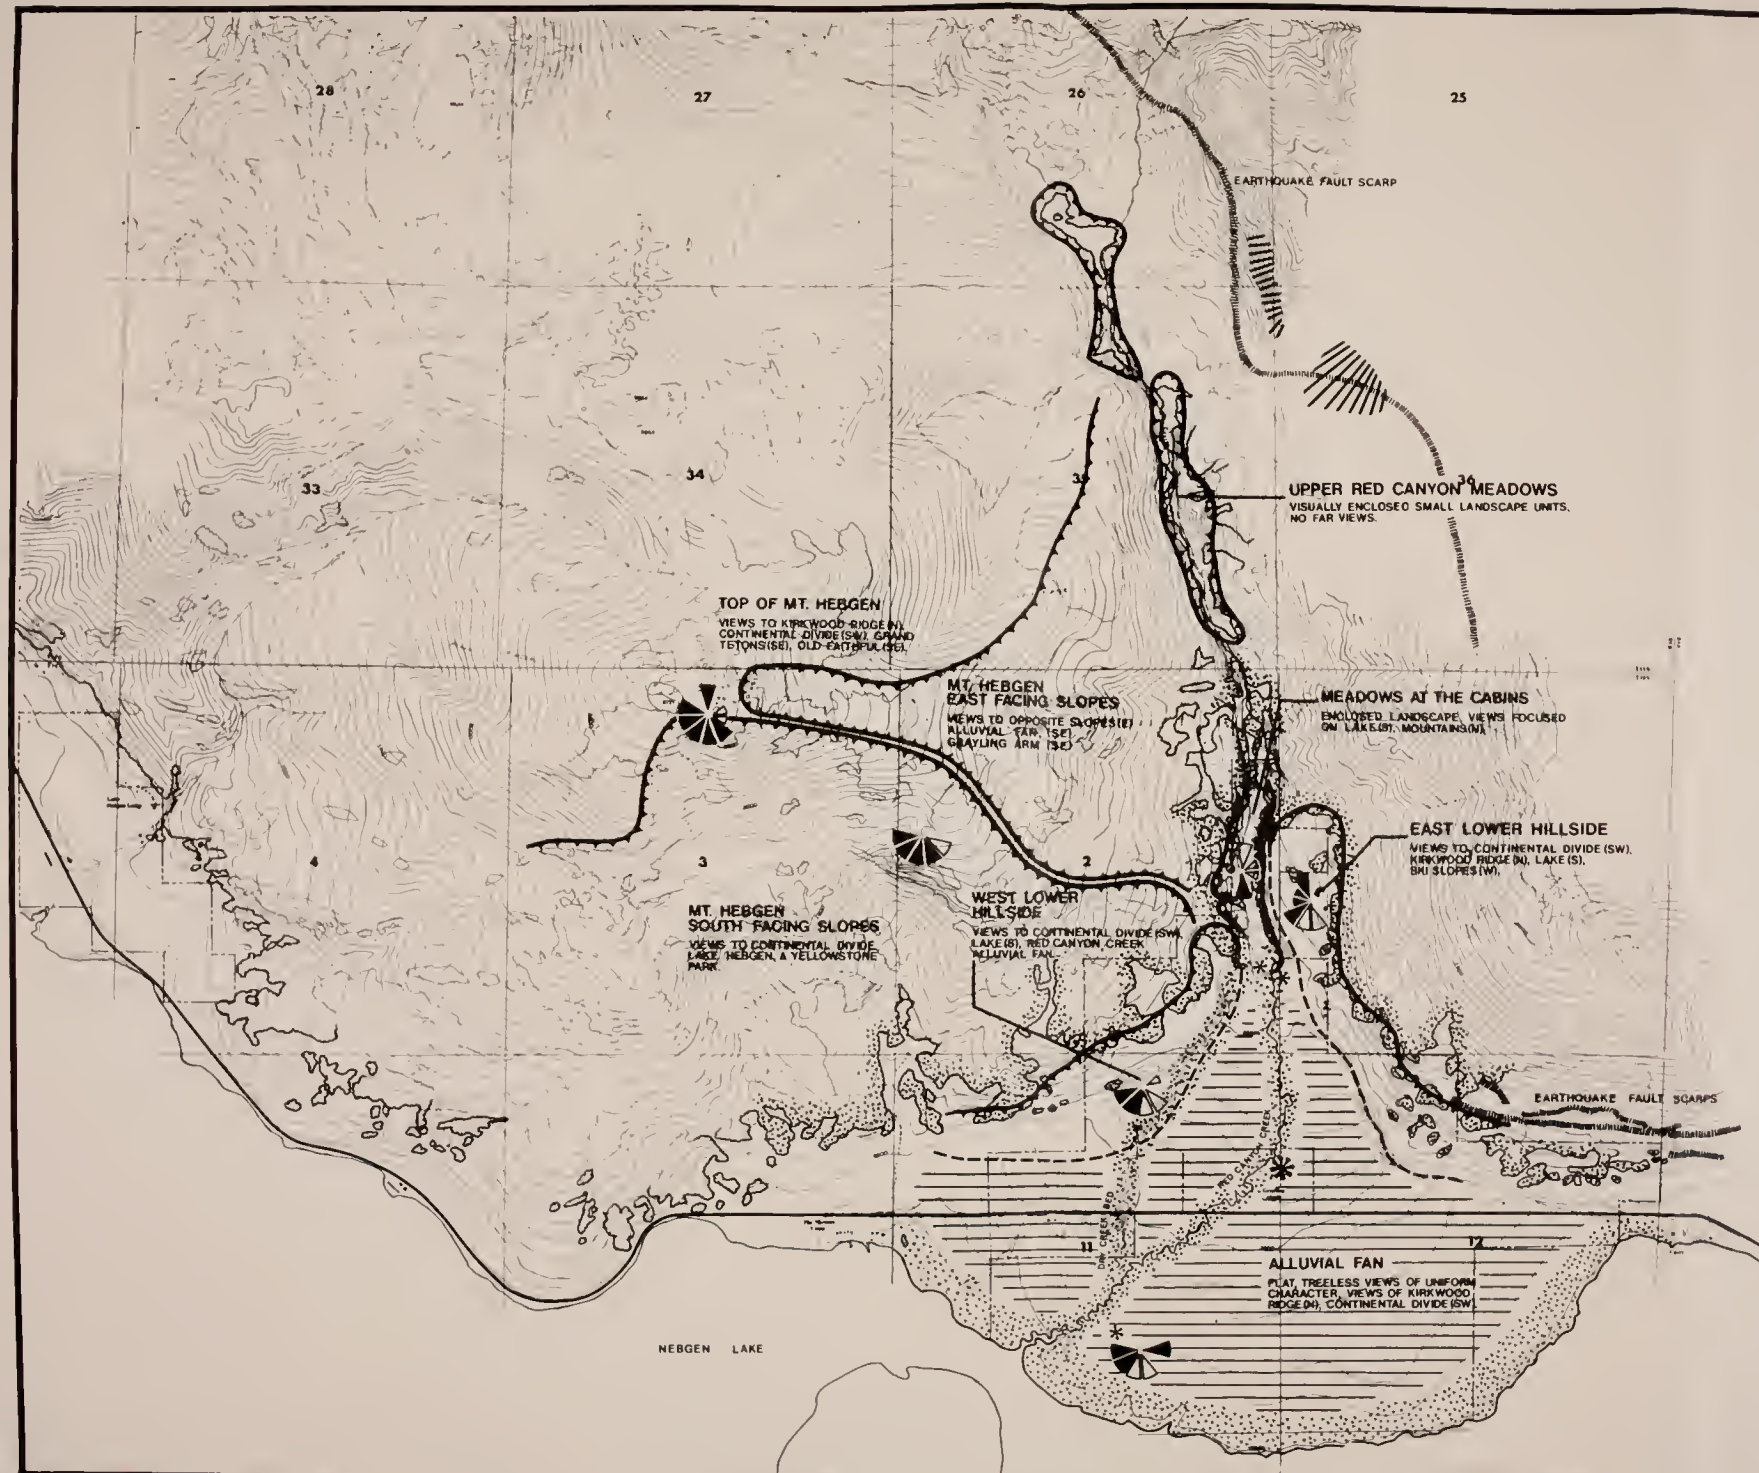 28
27
26
25
EARTHQUAKE FAULT SCARP
33
34
35
36
UPPER RED CANYON MEADOWS
VISUALLY ENCLOSED SMALL LANDSCAPE UNITS,
NO FAR VIEWS.
TOP OF MT. HEBGEN
VIEWS TO KIRKWOOD RIDGE(N),
CONTINENTAL DIVIDE(SW), GRAND
TETONS(SE), OLD FAITHFUL(SE),
MT. HEBGEN
EAST FACING SLOPES
VIEWS TO OPPOSITE SLOPES(E)
ALLUVIAL FAN, (SE)
GRAYLING ARM (SE)
MEADOWS AT THE CABINS
ENCLOSED LANDSCAPE, VIEWS FOCUSED
ON LAKE(S), MOUNTAINS(N),
EAST LOWER HILLSIDE
VIEWS TO CONTINENTAL DIVIDE (SW),
KIRKWOOD RIDGE(N), LAKE(S),
SKI SLOPES(W),
4
3
2
MT. HEBGEN
SOUTH FACING SLOPES
VIEWS TO CONTINENTAL DIVIDE,
LAKE HEBGEN, & YELLOWSTONE
PARK
WEST LOWER
HILLSIDE
VIEWS TO CONTINENTAL DIVIDE(SW),
LAKE(S), RED CANYON CREEK
ALLUVIAL FAN
EARTHQUAKE FAULT SCARPS
RED CANYON CREEK
DRY CREEK BED
11
12
ALLUVIAL FAN
FLAT, TREELESS VIEWS OF UNIFORM
CHARACTER, VIEWS OF KIRKWOOD
RIDGE(N), CONTINENTAL DIVIDE(SW),
NEBGEN LAKE